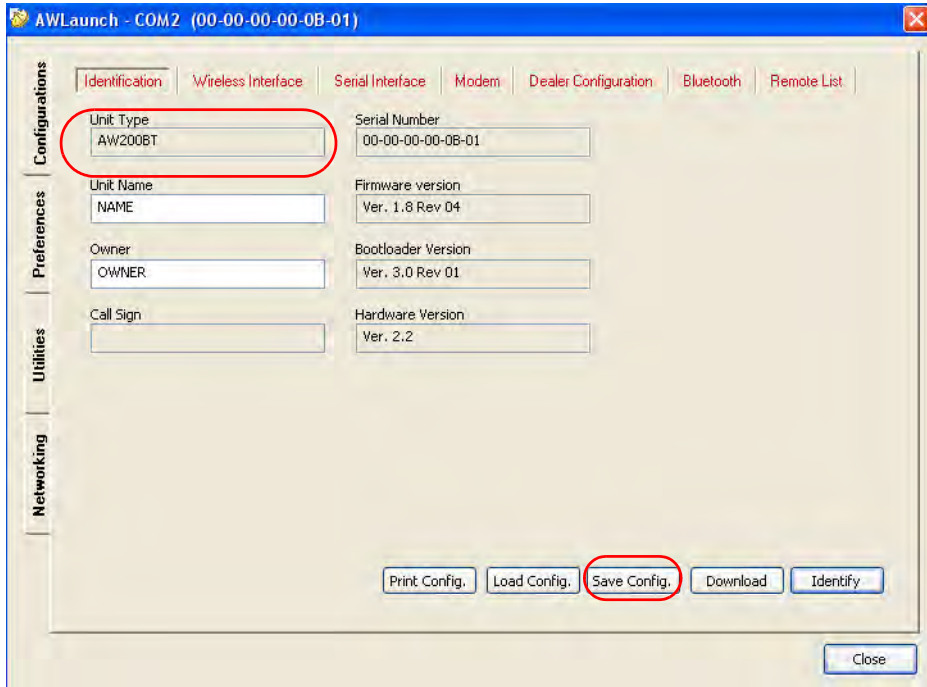 AWLaunch - COM2 (00-00-00-00-0B-01)
Configurations
Preferences
Utilities
Networking
Identification Wireless Interface Serial Interface Modem Dealer Configuration Bluetooth Remote List
Unit Type Serial Number
AW200BT 00-00-00-00-0B-01
Unit Name Firmware version
NAME Ver. 1.8 Rev 04
Owner Bootloader Version
OWNER Ver. 3.0 Rev 01
Call Sign Hardware Version
Ver. 2.2
Print Config. Load Config. Save Config. Download Identify
Close